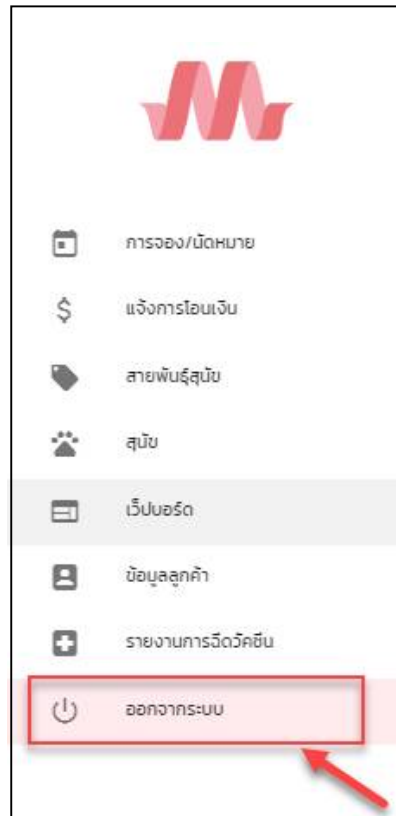 การจอง/นัดหมาย
แจ้งการโอนเงิน
สายพันธุ์สุนัข
สุนัข
เว็ปบอร์ด
ข้อมูลลูกค้า
รายงานการฉีดวัคซีน
ออกจากระบบ